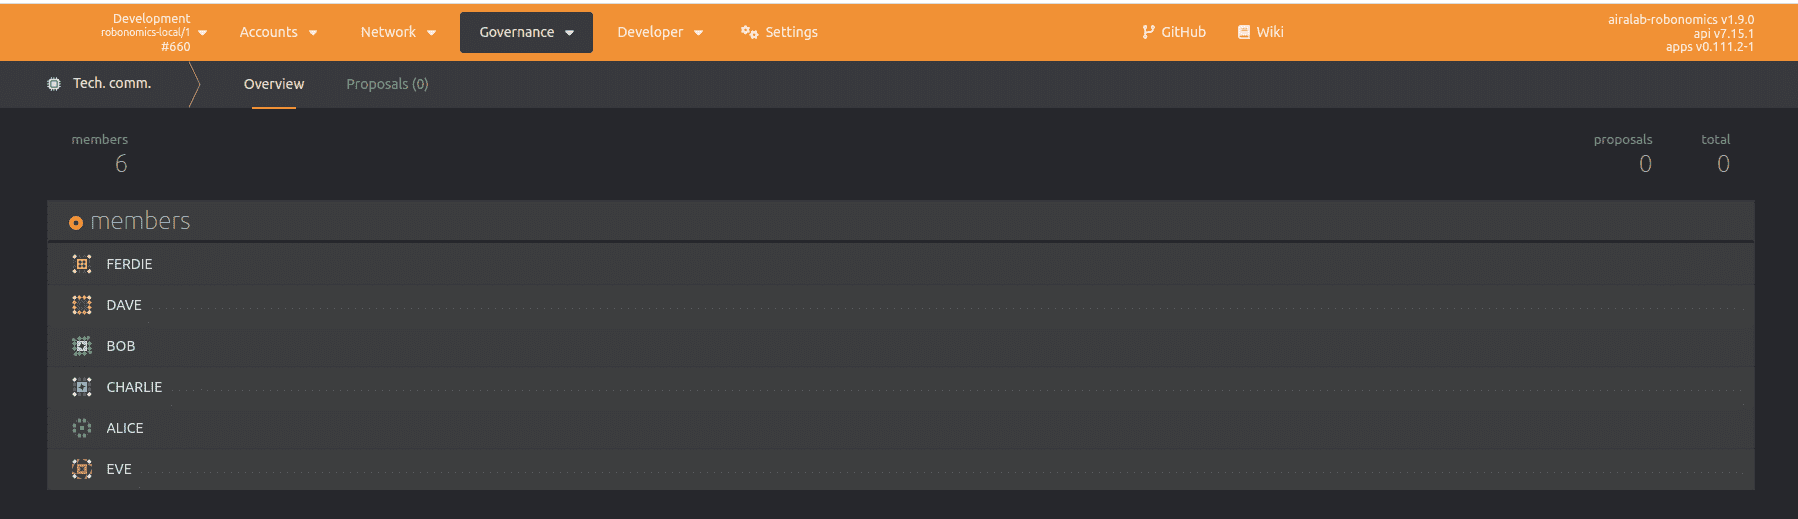 Development
robonomics-local/1
#660
Accounts
Network
Governance
Developer
Settings
GitHub
Wiki
airalab-robonomics v1.9.0
api v7.15.1
apps v0.111.2-1
Tech. comm.
Overview
Proposals (0)
members
6
proposals
0
total
0
members
FERDIE
DAVE
BOB
CHARLIE
ALICE
EVE